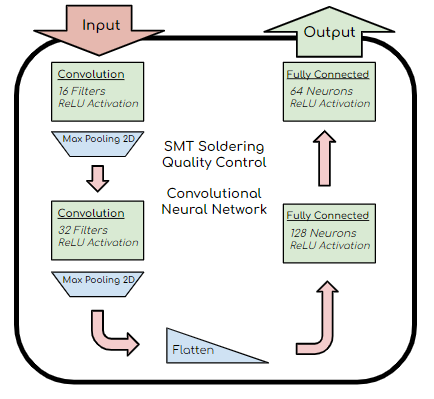 Input
Output
Convolution
16 Filters
ReLU Activation
Max Pooling 2D
Convolution
32 Filters
ReLU Activation
Max Pooling 2D
SMT Soldering
Quality Control
Convolutional
Neural Network
Flatten
Fully Connected
128 Neurons
ReLU Activation
Fully Connected
64 Neurons
ReLU Activation